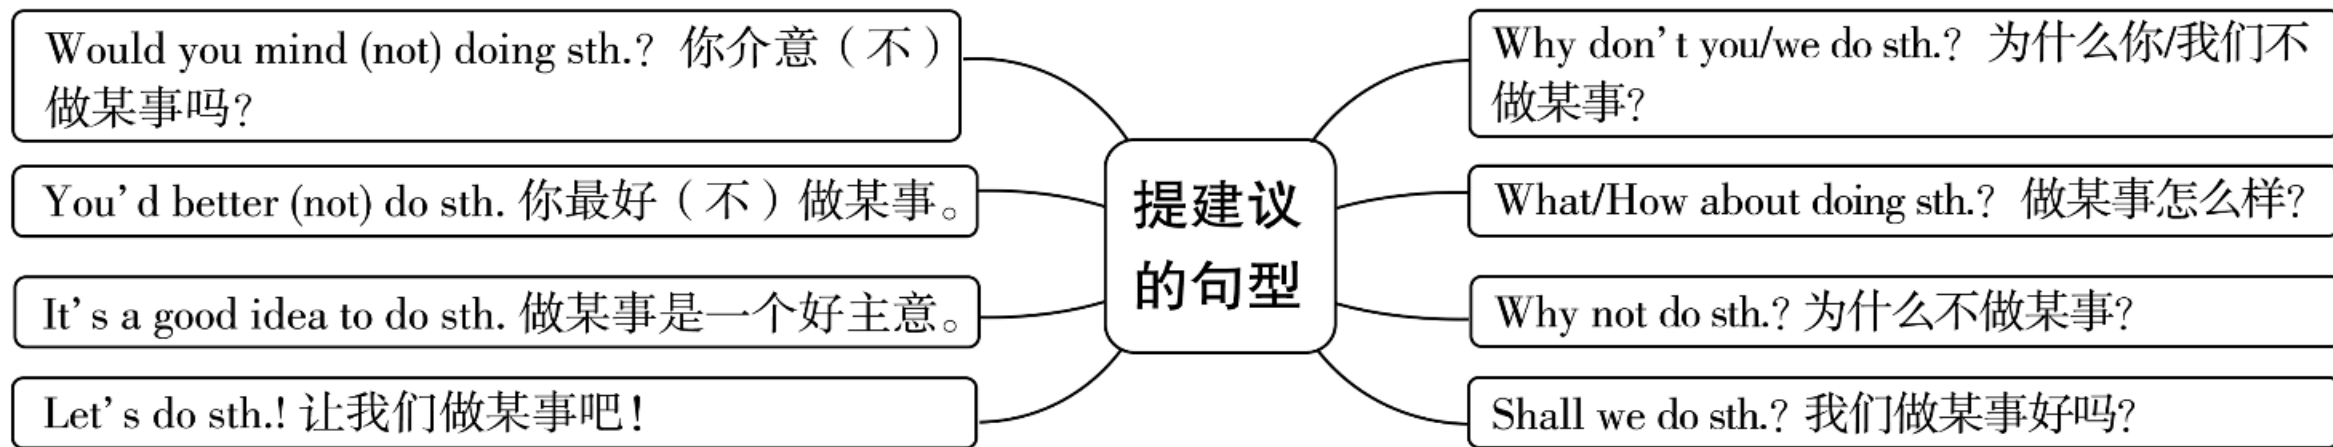 Would you mind (not) doing sth.? 你介意（不）
做某事吗?
You'd better (not) do sth. 你最好（不）做某事。
It's a good idea to do sth. 做某事是一个好主意。
Let's do sth.! 让我们做某事吧!
提建议
的句型
Why don't you/we do sth.? 为什么你/我们不
做某事?
What/How about doing sth.? 做某事怎么样?
Why not do sth.? 为什么不做某事?
Shall we do sth.? 我们做某事好吗?